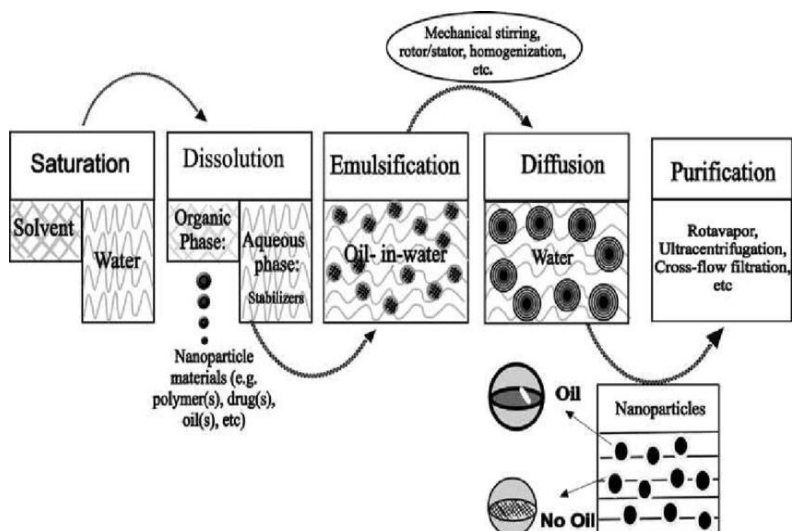 Mechanical stirring,
rotor/stator, homogenization,
etc.
Saturation
Dissolution
Emulsification
Diffusion
Purification
Solvent
Water
Organic
Phase:
Aqueous
phase:
Stabilizers
Oil- in-water
Water
Rotavapor,
Ultracentrifugation,
Cross-flow filtration,
etc
Nanoparticle
materials (e.g.
polymer(s), drug(s),
oil(s), etc)
Oil
Nanoparticles
No Oil